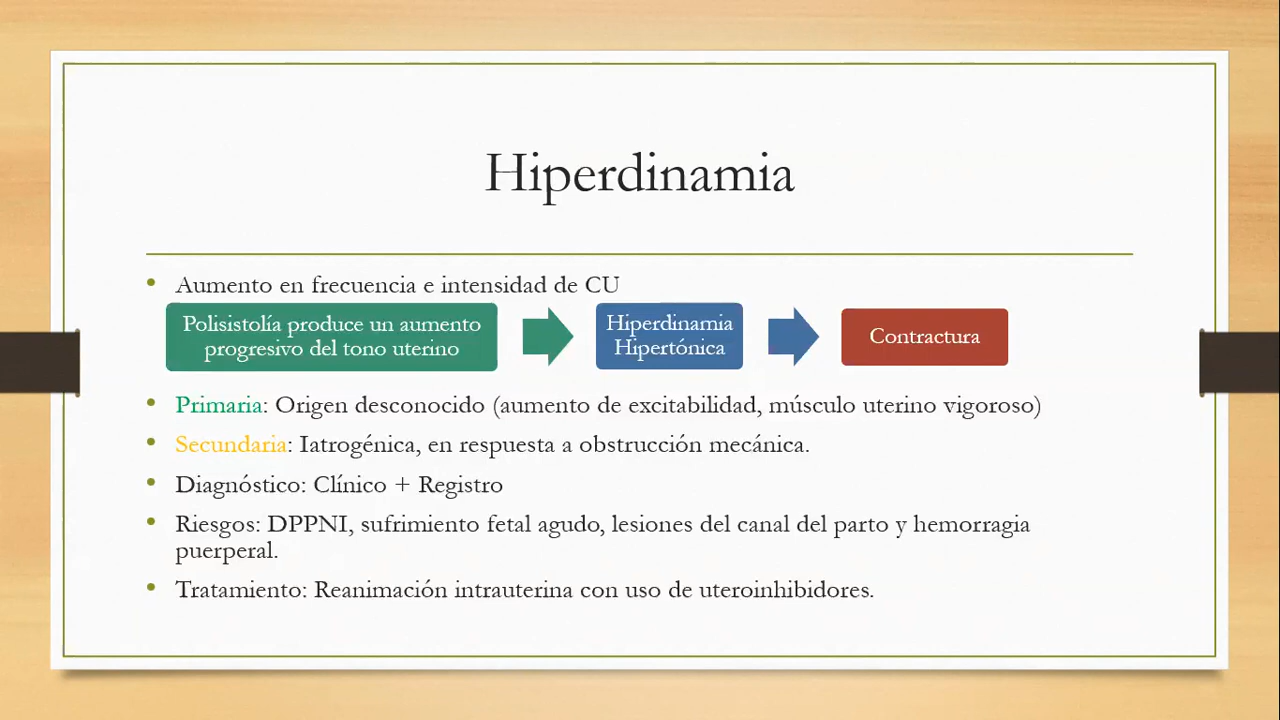 Hiperdinamia
• Aumento en frecuencia e intensidad de CU
Polisistolía produce un aumento
progresivo del tono uterino
Hiperdinamia
Hipertónica
Contractura
• Primaria: Origen desconocido (aumento de excitabilidad, músculo uterino vigoroso)
• Secundaria: Iatrogénica, en respuesta a obstrucción mecánica.
• Diagnóstico: Clínico + Registro
• Riesgos: DPPNI, sufrimiento fetal agudo, lesiones del canal del parto y hemorragia
puerperal.
• Tratamiento: Reanimación intrauterina con uso de uteroinhibidores.